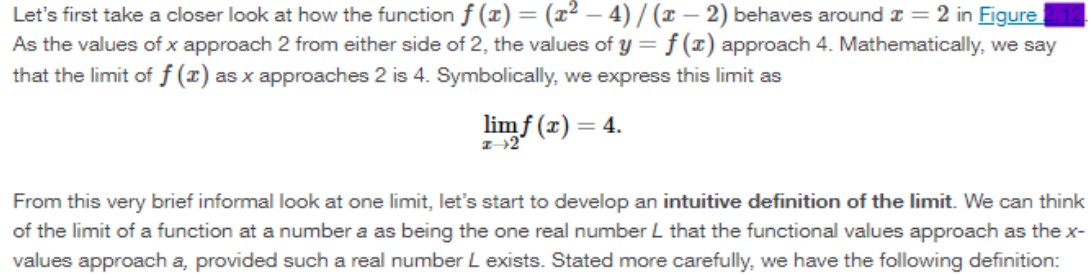 Let's first take a closer look at how the function f (x) = (x² – 4) / (x – 2) behaves around x = 2 in Figure 2.12.
As the values of x approach 2 from either side of 2, the values of y = f (x) approach 4. Mathematically, we say
that the limit of f (x) as x approaches 2 is 4. Symbolically, we express this limit as
lim f (x) = 4.
x→2
From this very brief informal look at one limit, let's start to develop an intuitive definition of the limit. We can think
of the limit of a function at a number a as being the one real number L that the functional values approach as the x-
values approach a, provided such a real number L exists. Stated more carefully, we have the following definition: